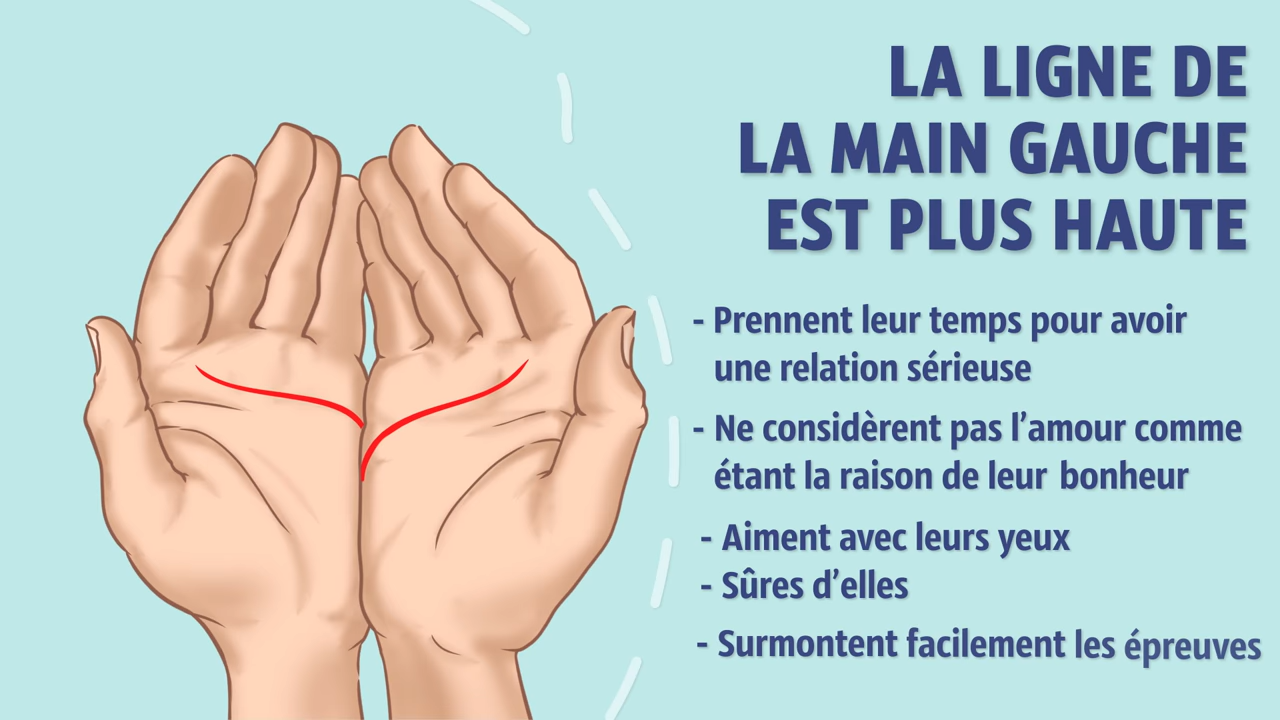 LA LIGNE DE
LA MAIN GAUCHE
EST PLUS HAUTE
- Prennent leur temps pour avoir
une relation sérieuse
- Ne considèrent pas l'amour comme
étant la raison de leur bonheur
- Aiment avec leurs yeux
- Sûres d'elles
- Surmontent facilement les épreuves